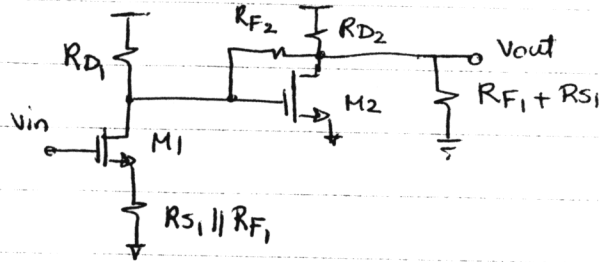 RF2
RD2
RD1
Vout
Vin
M1
M2
RF1 + RS1
RS1 || RF1